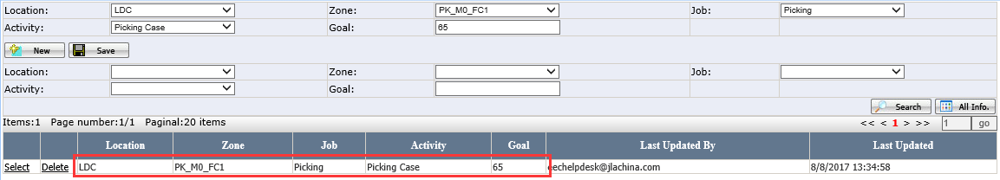 Location: LDC Zone: PK_M0_FC1 Job: Picking
Activity: Picking Case Goal: 65
New Save
Location: Zone: Job:
Activity: Goal:
Search All Info.
Items:1 Page number:1/1 Paginal:20 items << < 1 > >> 1 go
Location Zone Job Activity Goal Last Updated By Last Updated
Select Delete LDC PK_M0_FC1 Picking Picking Case 65 eechelpdesk@jlachina.com 8/8/2017 13:34:58